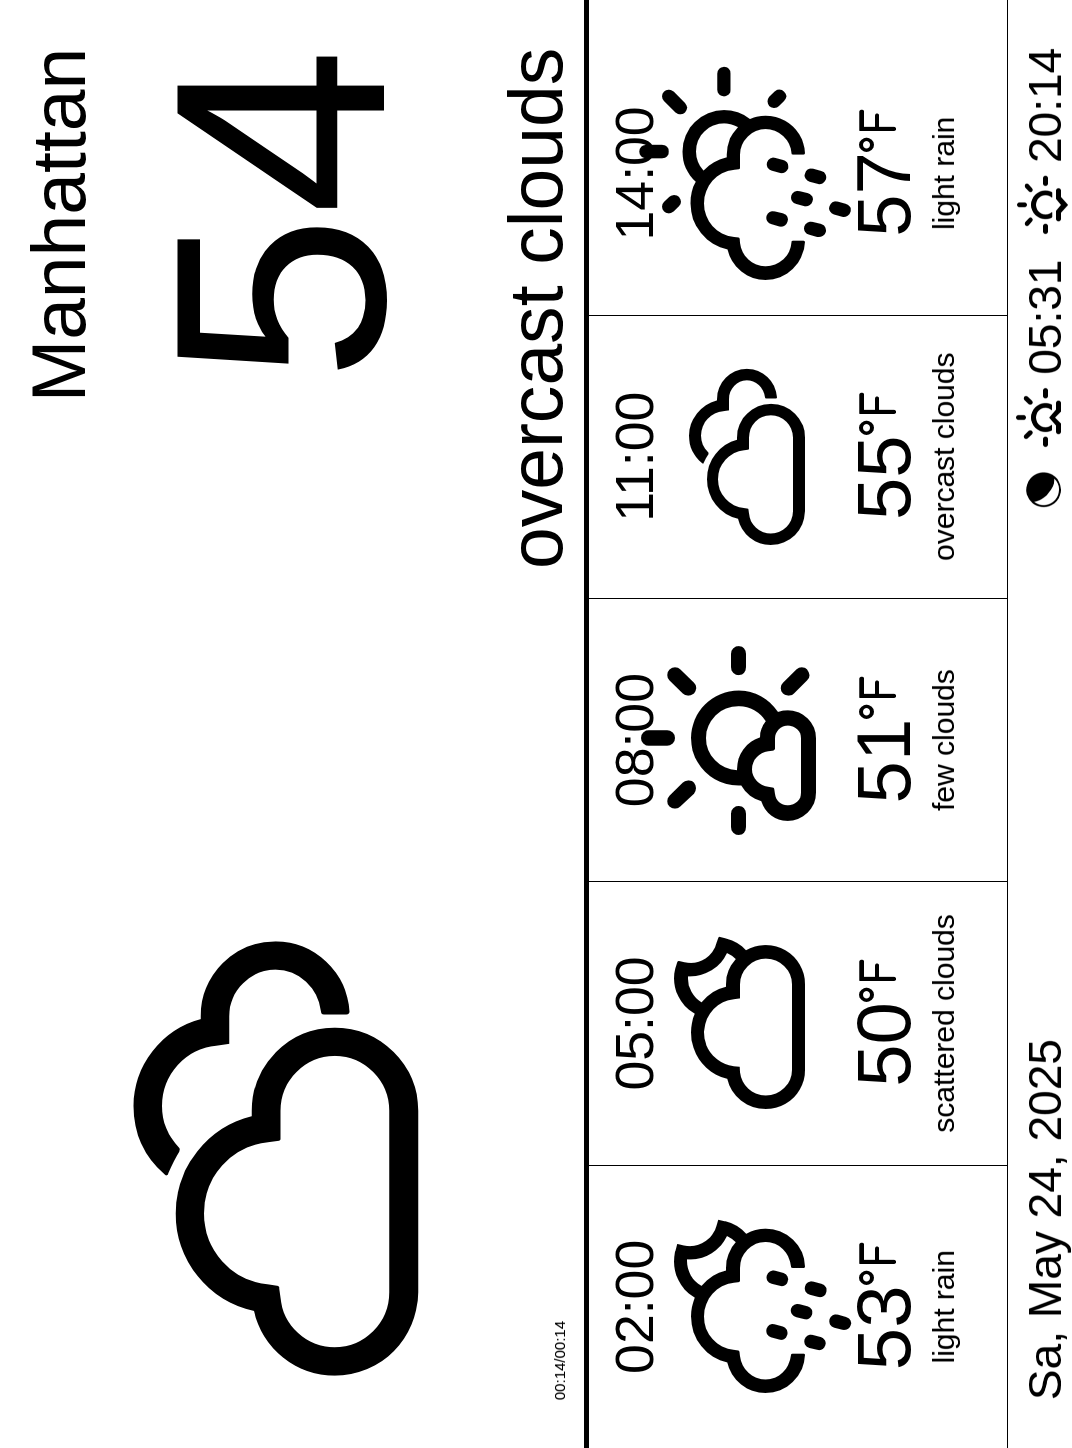 Manhattan
54
overcast clouds
00:14/00:14
02:00 05:00 08:00 11:00 14:00
53°F 50°F 51°F 55°F 57°F
light rain scattered clouds few clouds overcast clouds light rain
Sa, May 24, 2025 05:31 20:14